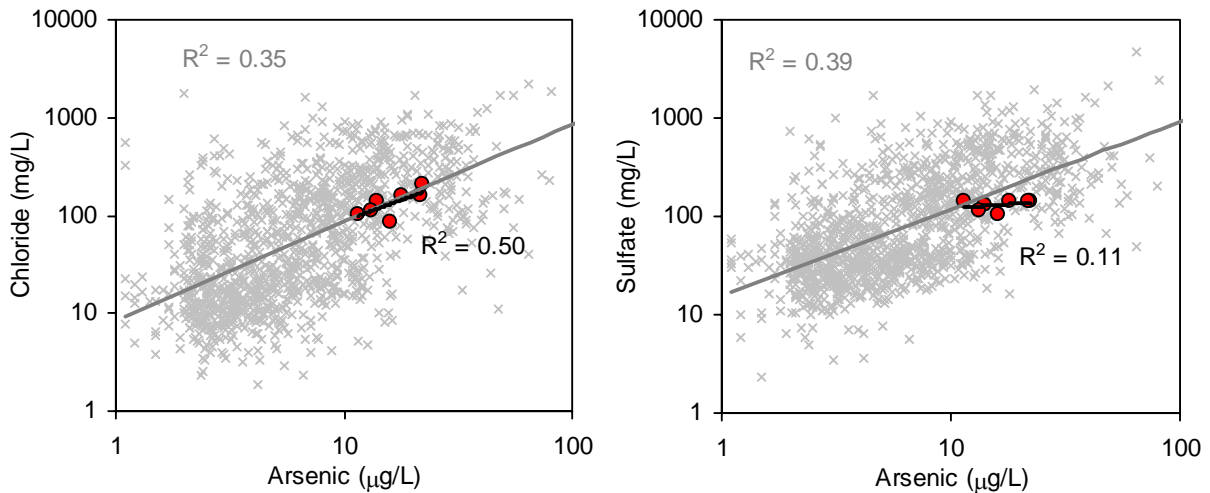 10000
1000
100
10
1
Chloride (mg/L)
R² = 0.35
R² = 0.50
1
10
100
Arsenic (μg/L)
10000
1000
100
10
1
Sulfate (mg/L)
R² = 0.39
R² = 0.11
1
10
100
Arsenic (μg/L)